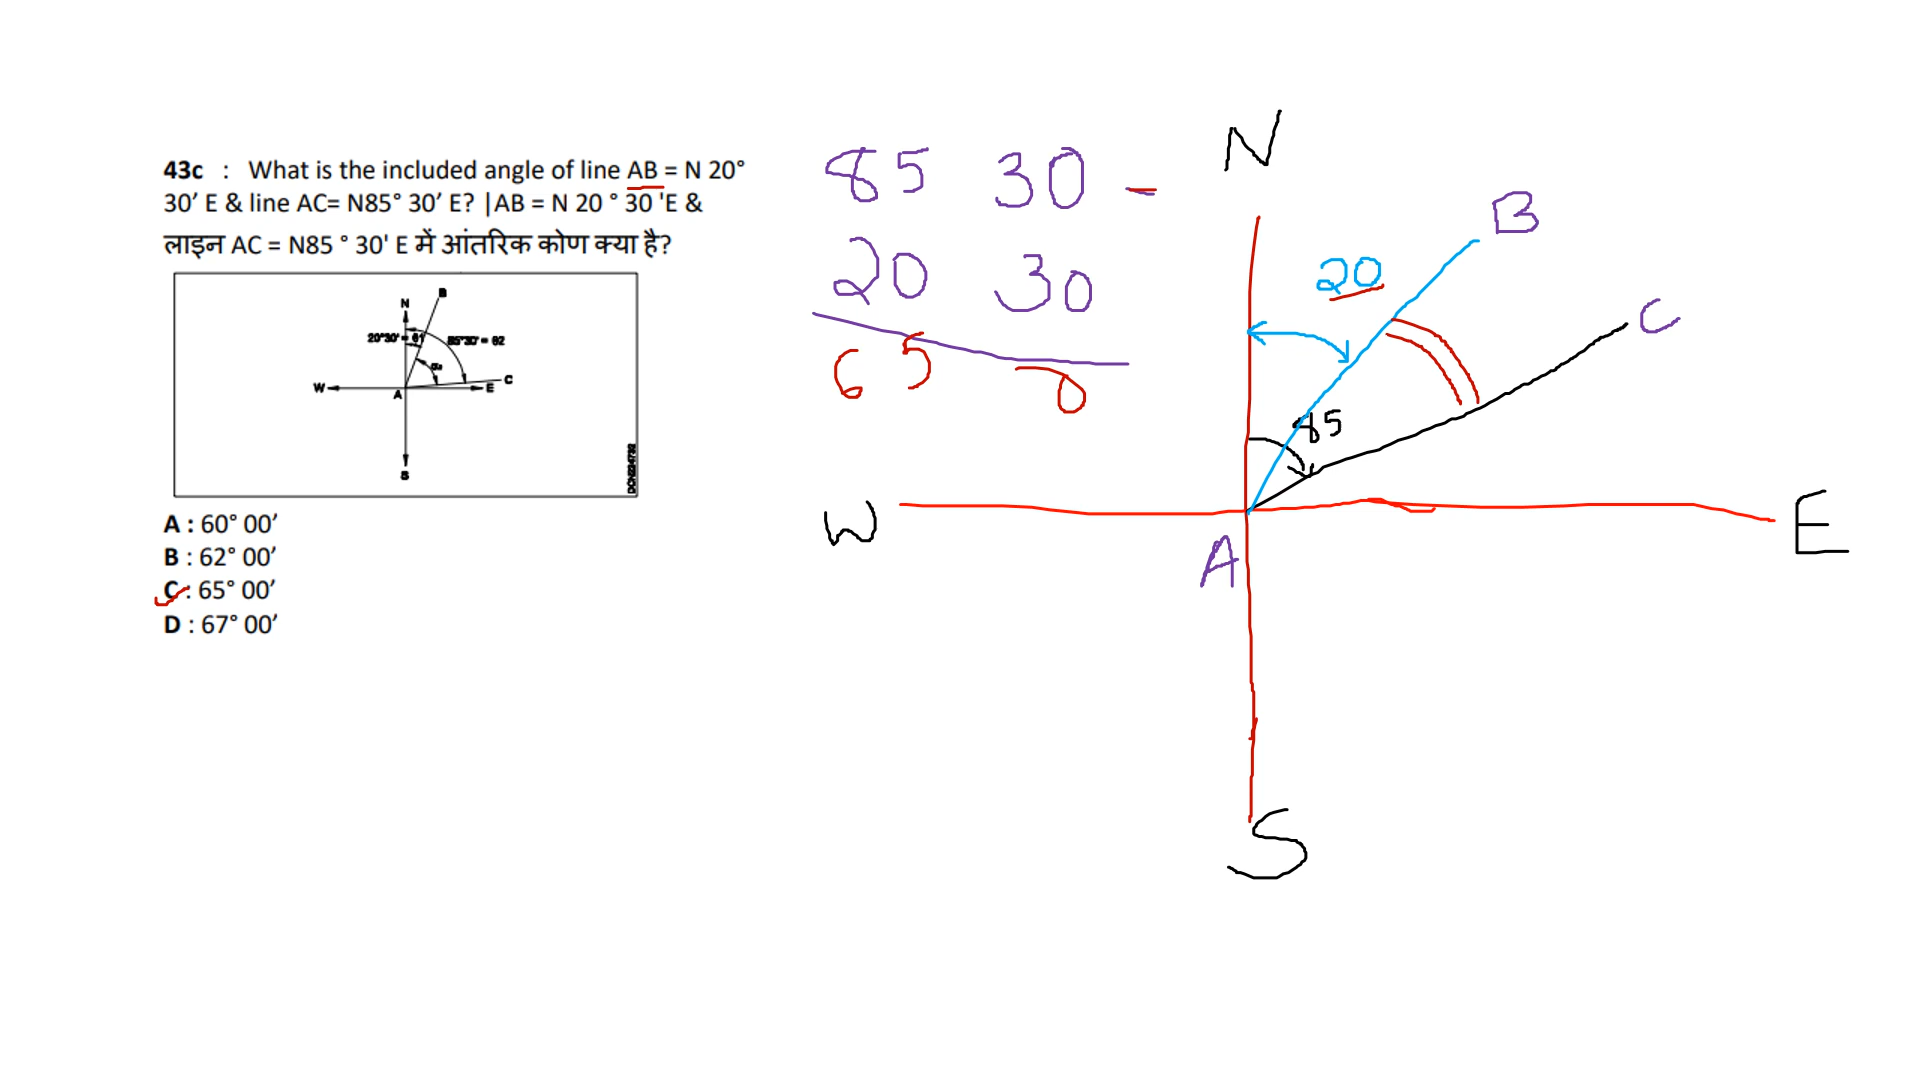 43c : What is the included angle of line AB = N 20°
30’ E & line AC= N85° 30’ E? |AB = N 20 ° 30 'E &
लाइन AC = N85 ° 30' E में आंतरिक कोण क्या है?
N
B
20°30' = θ1
85°30' = θ2
W
A
E
C
S
A : 60° 00’
B : 62° 00’
C : 65° 00’
D : 67° 00’
85 30 -
20 30
65 0
N
B
20
C
85
W
E
A
S